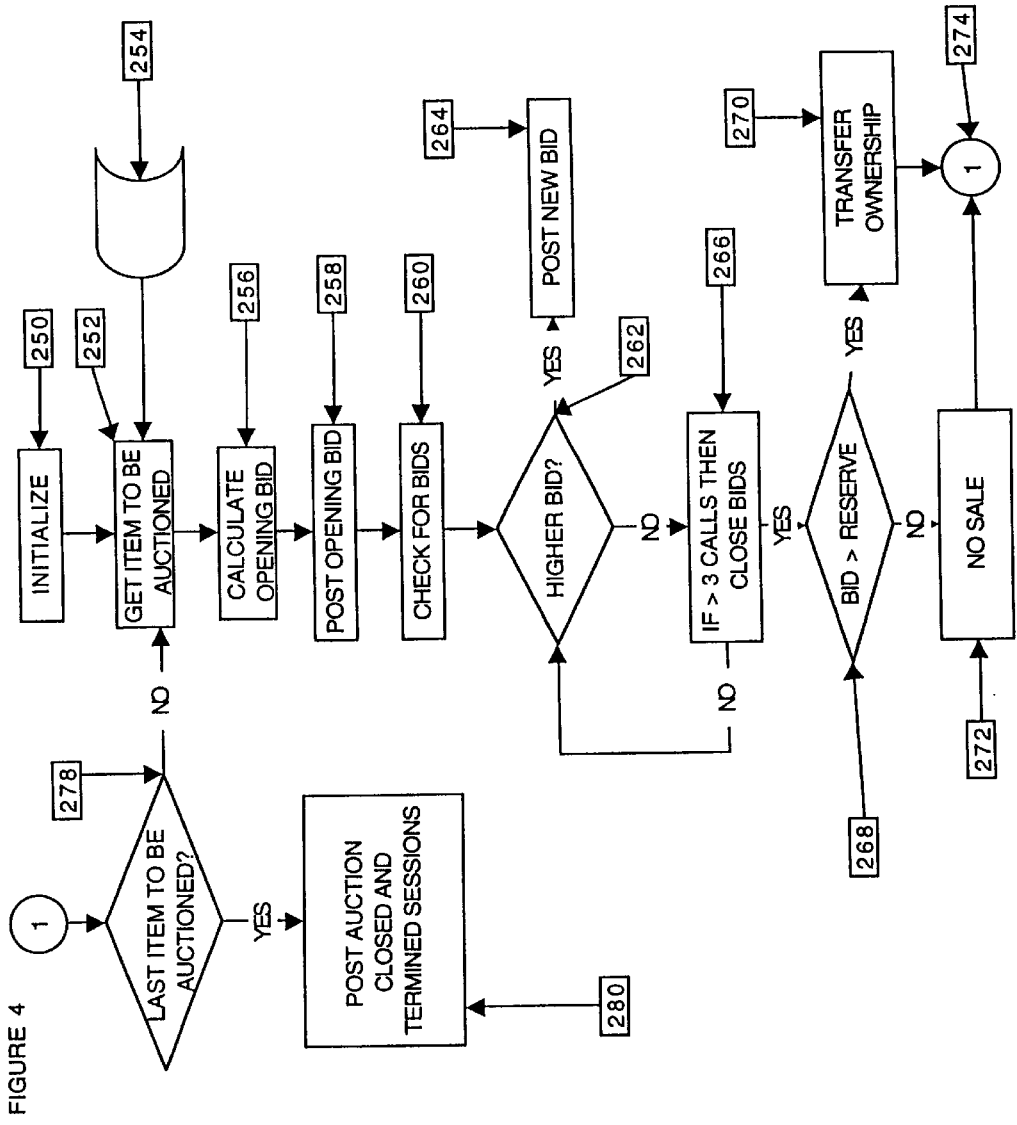 FIGURE 4
1
LAST ITEM TO BE
AUCTIONED?
278
NO
YES
POST AUCTION
CLOSED AND
TERMINED SESSIONS
280
INITIALIZE
250
252
GET ITEM TO BE
AUCTIONED
254
CALCULATE
OPENING BID
256
POST OPENING BID
258
CHECK FOR BIDS
260
HIGHER BID?
262
YES
POST NEW BID
264
NO
IF > 3 CALLS THEN
CLOSE BIDS
266
NO
YES
BID > RESERVE
268
YES
TRANSFER
OWNERSHIP
270
NO
NO SALE
272
1
274